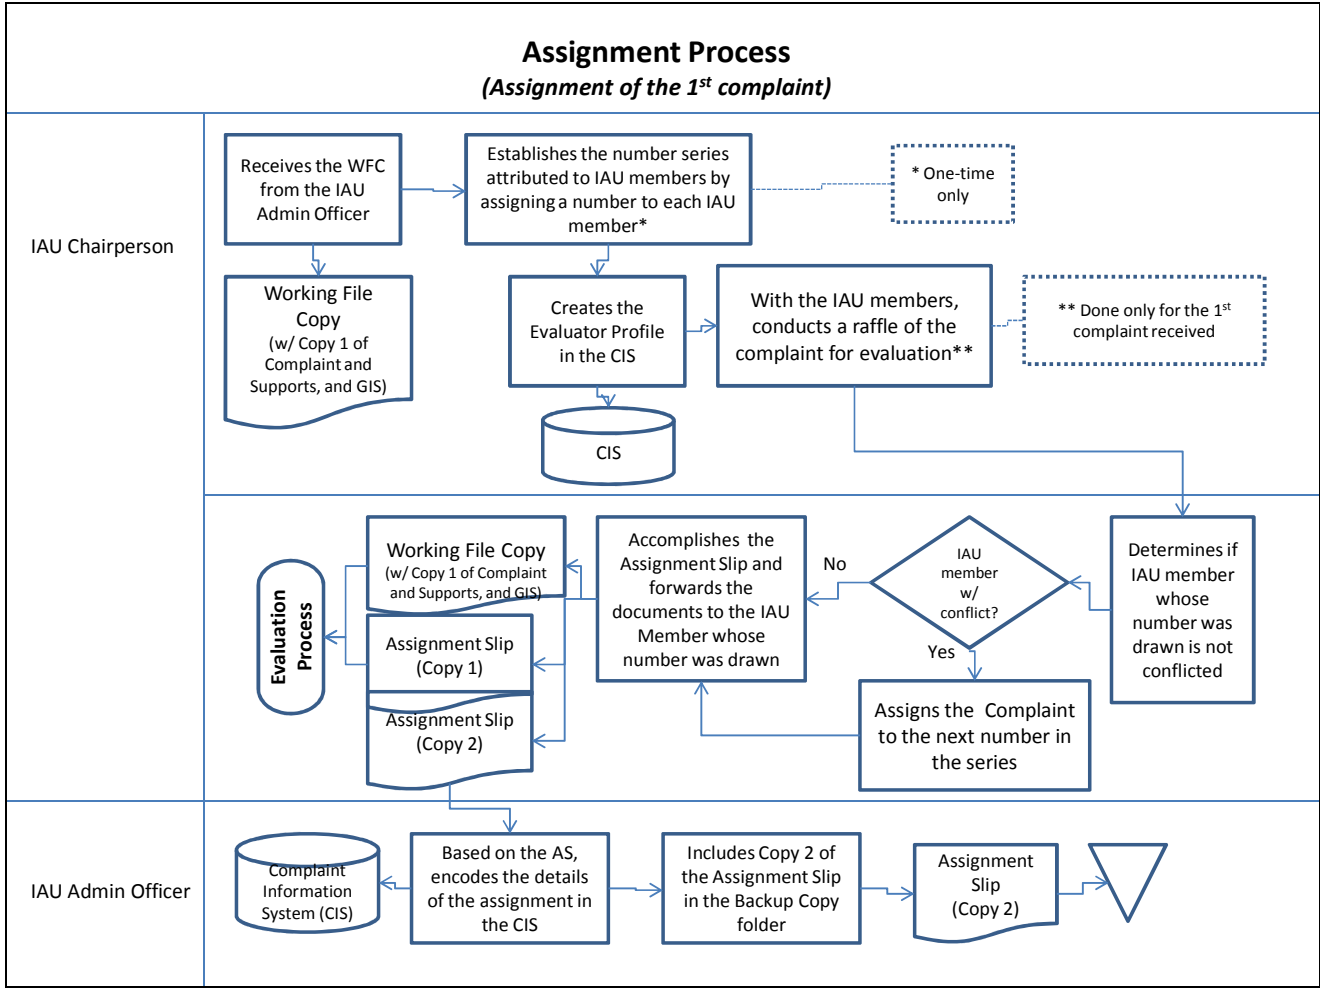 Assignment Process
(Assignment of the 1st complaint)
IAU Chairperson
Receives the WFC
from the IAU
Admin Officer
Establishes the number series
attributed to IAU members by
assigning a number to each IAU
member*
* One-time
only
Working File
Copy
(w/ Copy 1 of
Complaint and
Supports, and GIS)
Creates the
Evaluator Profile
in the CIS
With the IAU members,
conducts a raffle of the
complaint for evaluation**
** Done only for the 1st
complaint received
CIS
Determines if
IAU member
whose
number was
drawn is not
conflicted
IAU
member
w/
conflict?
No
Yes
Accomplishes the
Assignment Slip and
forwards the
documents to the IAU
Member whose
number was drawn
Assigns the Complaint
to the next number in
the series
Working File Copy
(w/ Copy 1 of Complaint
and Supports, and GIS)
Assignment Slip
(Copy 1)
Assignment Slip
(Copy 2)
Evaluation
Process
IAU Admin Officer
Complaint
Information
System (CIS)
Based on the AS,
encodes the details
of the assignment in
the CIS
Includes Copy 2 of
the Assignment Slip
in the Backup Copy
folder
Assignment
Slip
(Copy 2)